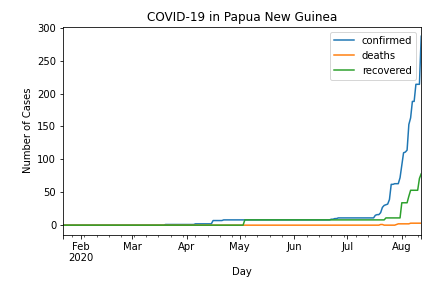 COVID-19 in Papua New Guinea
300
250
200
150
100
50
0
Number of Cases
confirmed
deaths
recovered
Feb Mar Apr May Jun Jul Aug
2020
Day